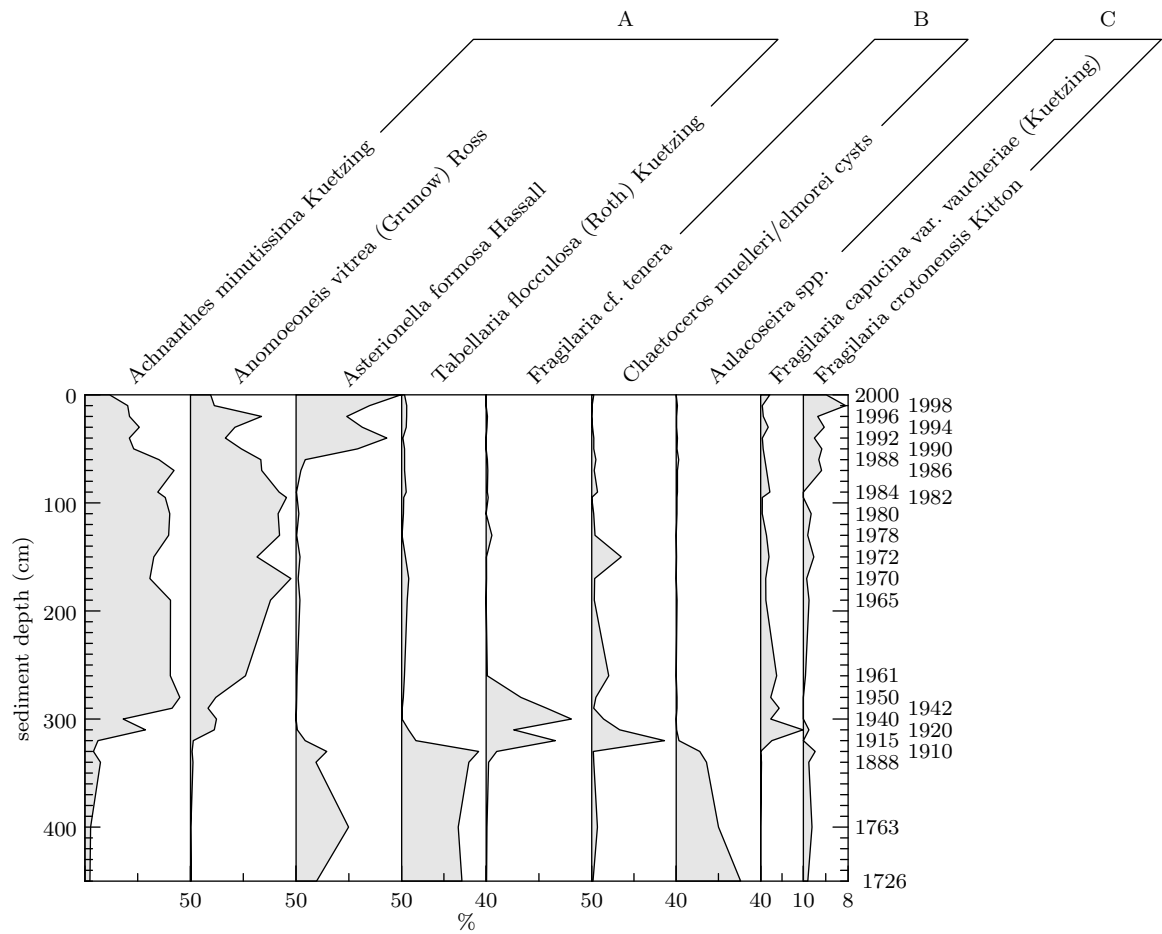 A
B
C
Achnanthes minutissima Kuetzing
Anomoeoneis vitrea (Grunow) Ross
Asterionella formosa Hassall
Tabellaria flocculosa (Roth) Kuetzing
Fragilaria cf. tenera
Chaetoceros muelleri/elmorei cysts
Aulacoseira spp.
Fragilaria capucina var. vaucheriae (Kuetzing)
Fragilaria crotonensis Kitton
sediment depth (cm)
0
100
200
300
400
2000
1998
1996
1994
1992
1990
1988
1986
1984
1982
1980
1978
1972
1970
1965
1961
1950
1942
1940
1920
1915
1910
1888
1763
1726
50 50 50 40 50 40 40 10 8
%